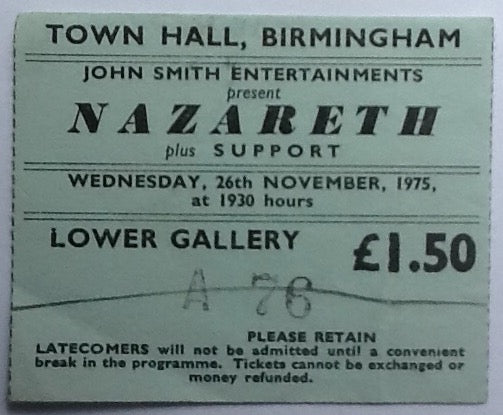 TOWN HALL, BIRMINGHAM
JOHN SMITH ENTERTAINMENTS
present
NAZARETH
plus SUPPORT
WEDNESDAY, 26th NOVEMBER, 1975,
at 1930 hours
LOWER GALLERY £1.50
A 76
PLEASE RETAIN
LATECOMERS will not be admitted until a convenient
break in the programme. Tickets cannot be exchanged or
money refunded.